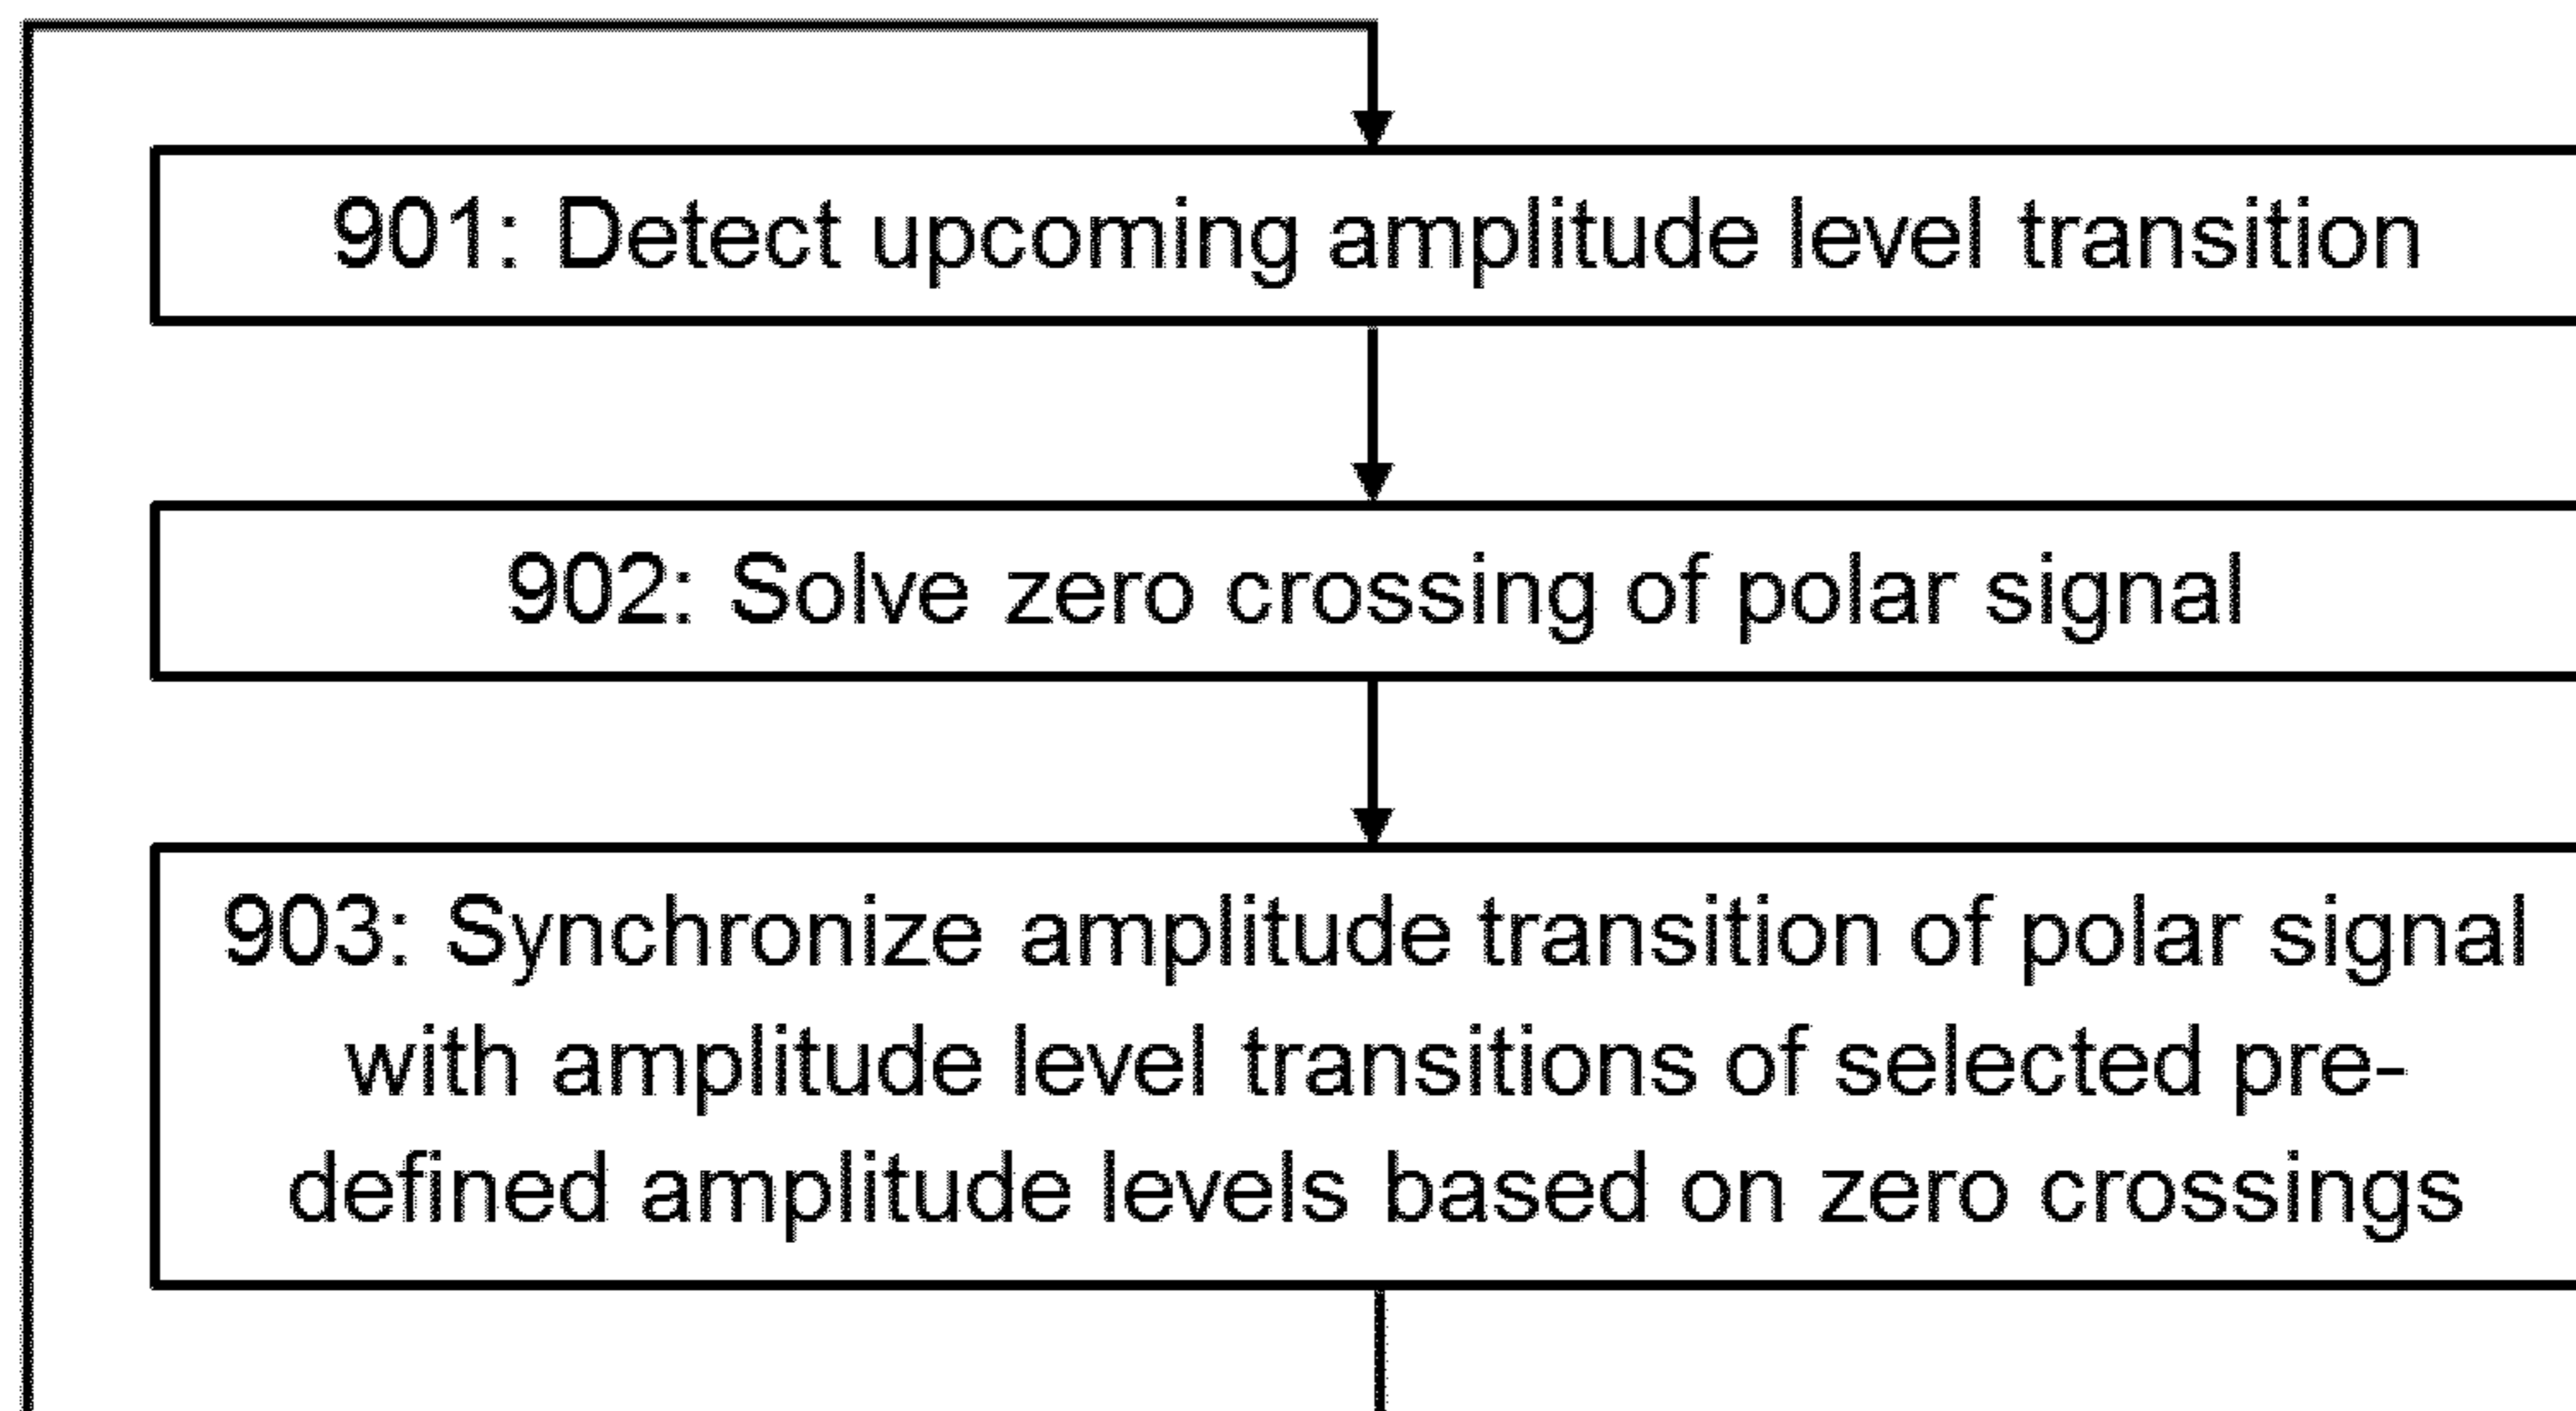 901: Detect upcoming amplitude level transition
902: Solve zero crossing of polar signal
903: Synchronize amplitude transition of polar signal
with amplitude level transitions of selected pre-
defined amplitude levels based on zero crossings